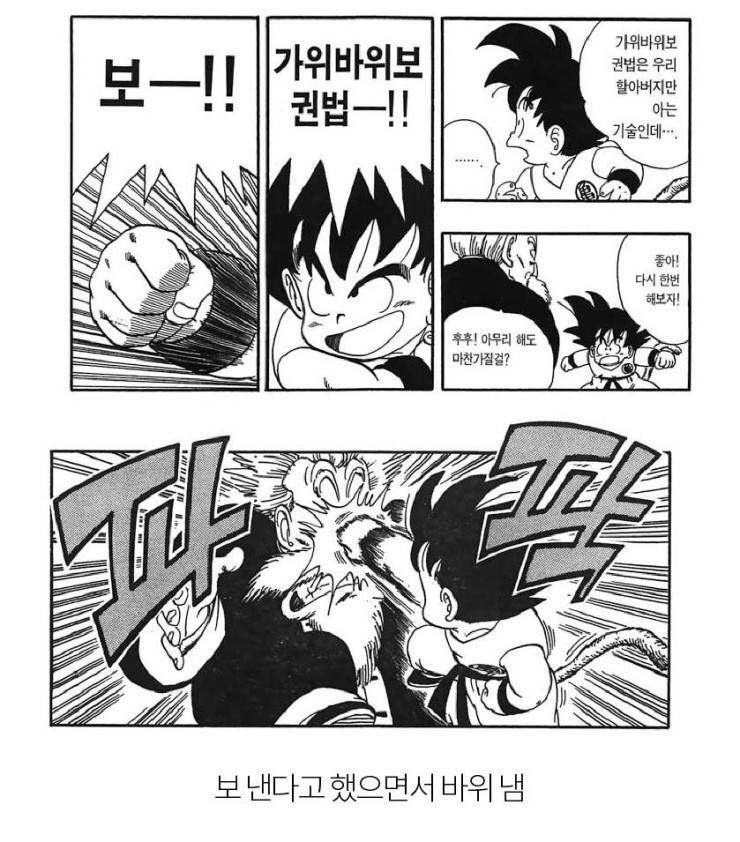 가위바위보
권법은 우리
할아버지만
아는
기술인데···.
······
좋아!
다시 한번
해보자!
후후! 아무리 해도
마찬가질걸?
가위바위보
권법―!!
보―!!
파
팍
보 낸다고 했으면서 바위 냄